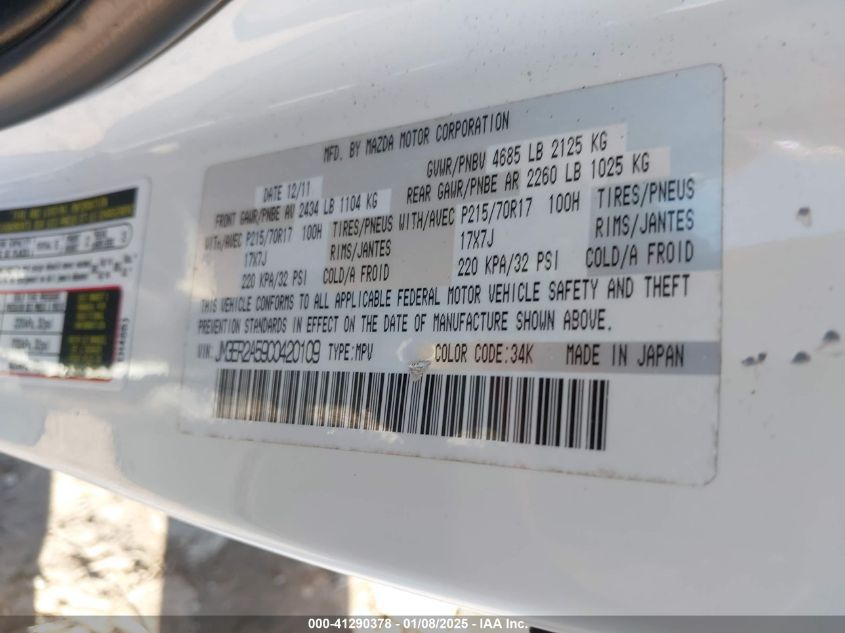 MFD. BY MAZDA MOTOR CORPORATION
DATE 12/11 GVWR/PNBV 4685 LB 2125 KG
FRONT GAWR/PNBE AV 2434 LB 1104 KG REAR GAWR/PNBE AR 2260 LB 1025 KG
WITH/AVEC P215/70R17 100H TIRES/PNEUS WITH/AVEC P215/70R17 100H TIRES/PNEUS
17X7J RIMS/JANTES 17X7J RIMS/JANTES
220 KPA/32 PSI COLD/A FROID 220 KPA/32 PSI COLD/A FROID
THIS VEHICLE CONFORMS TO ALL APPLICABLE FEDERAL MOTOR VEHICLE SAFETY AND THEFT
PREVENTION STANDARDS IN EFFECT ON THE DATE OF MANUFACTURE SHOWN ABOVE.
VIN: JM3ER2A59C0420109 TYPE:MPV COLOR CODE:34K MADE IN JAPAN
000-41290378 - 01/08/2025 - IAA Inc.